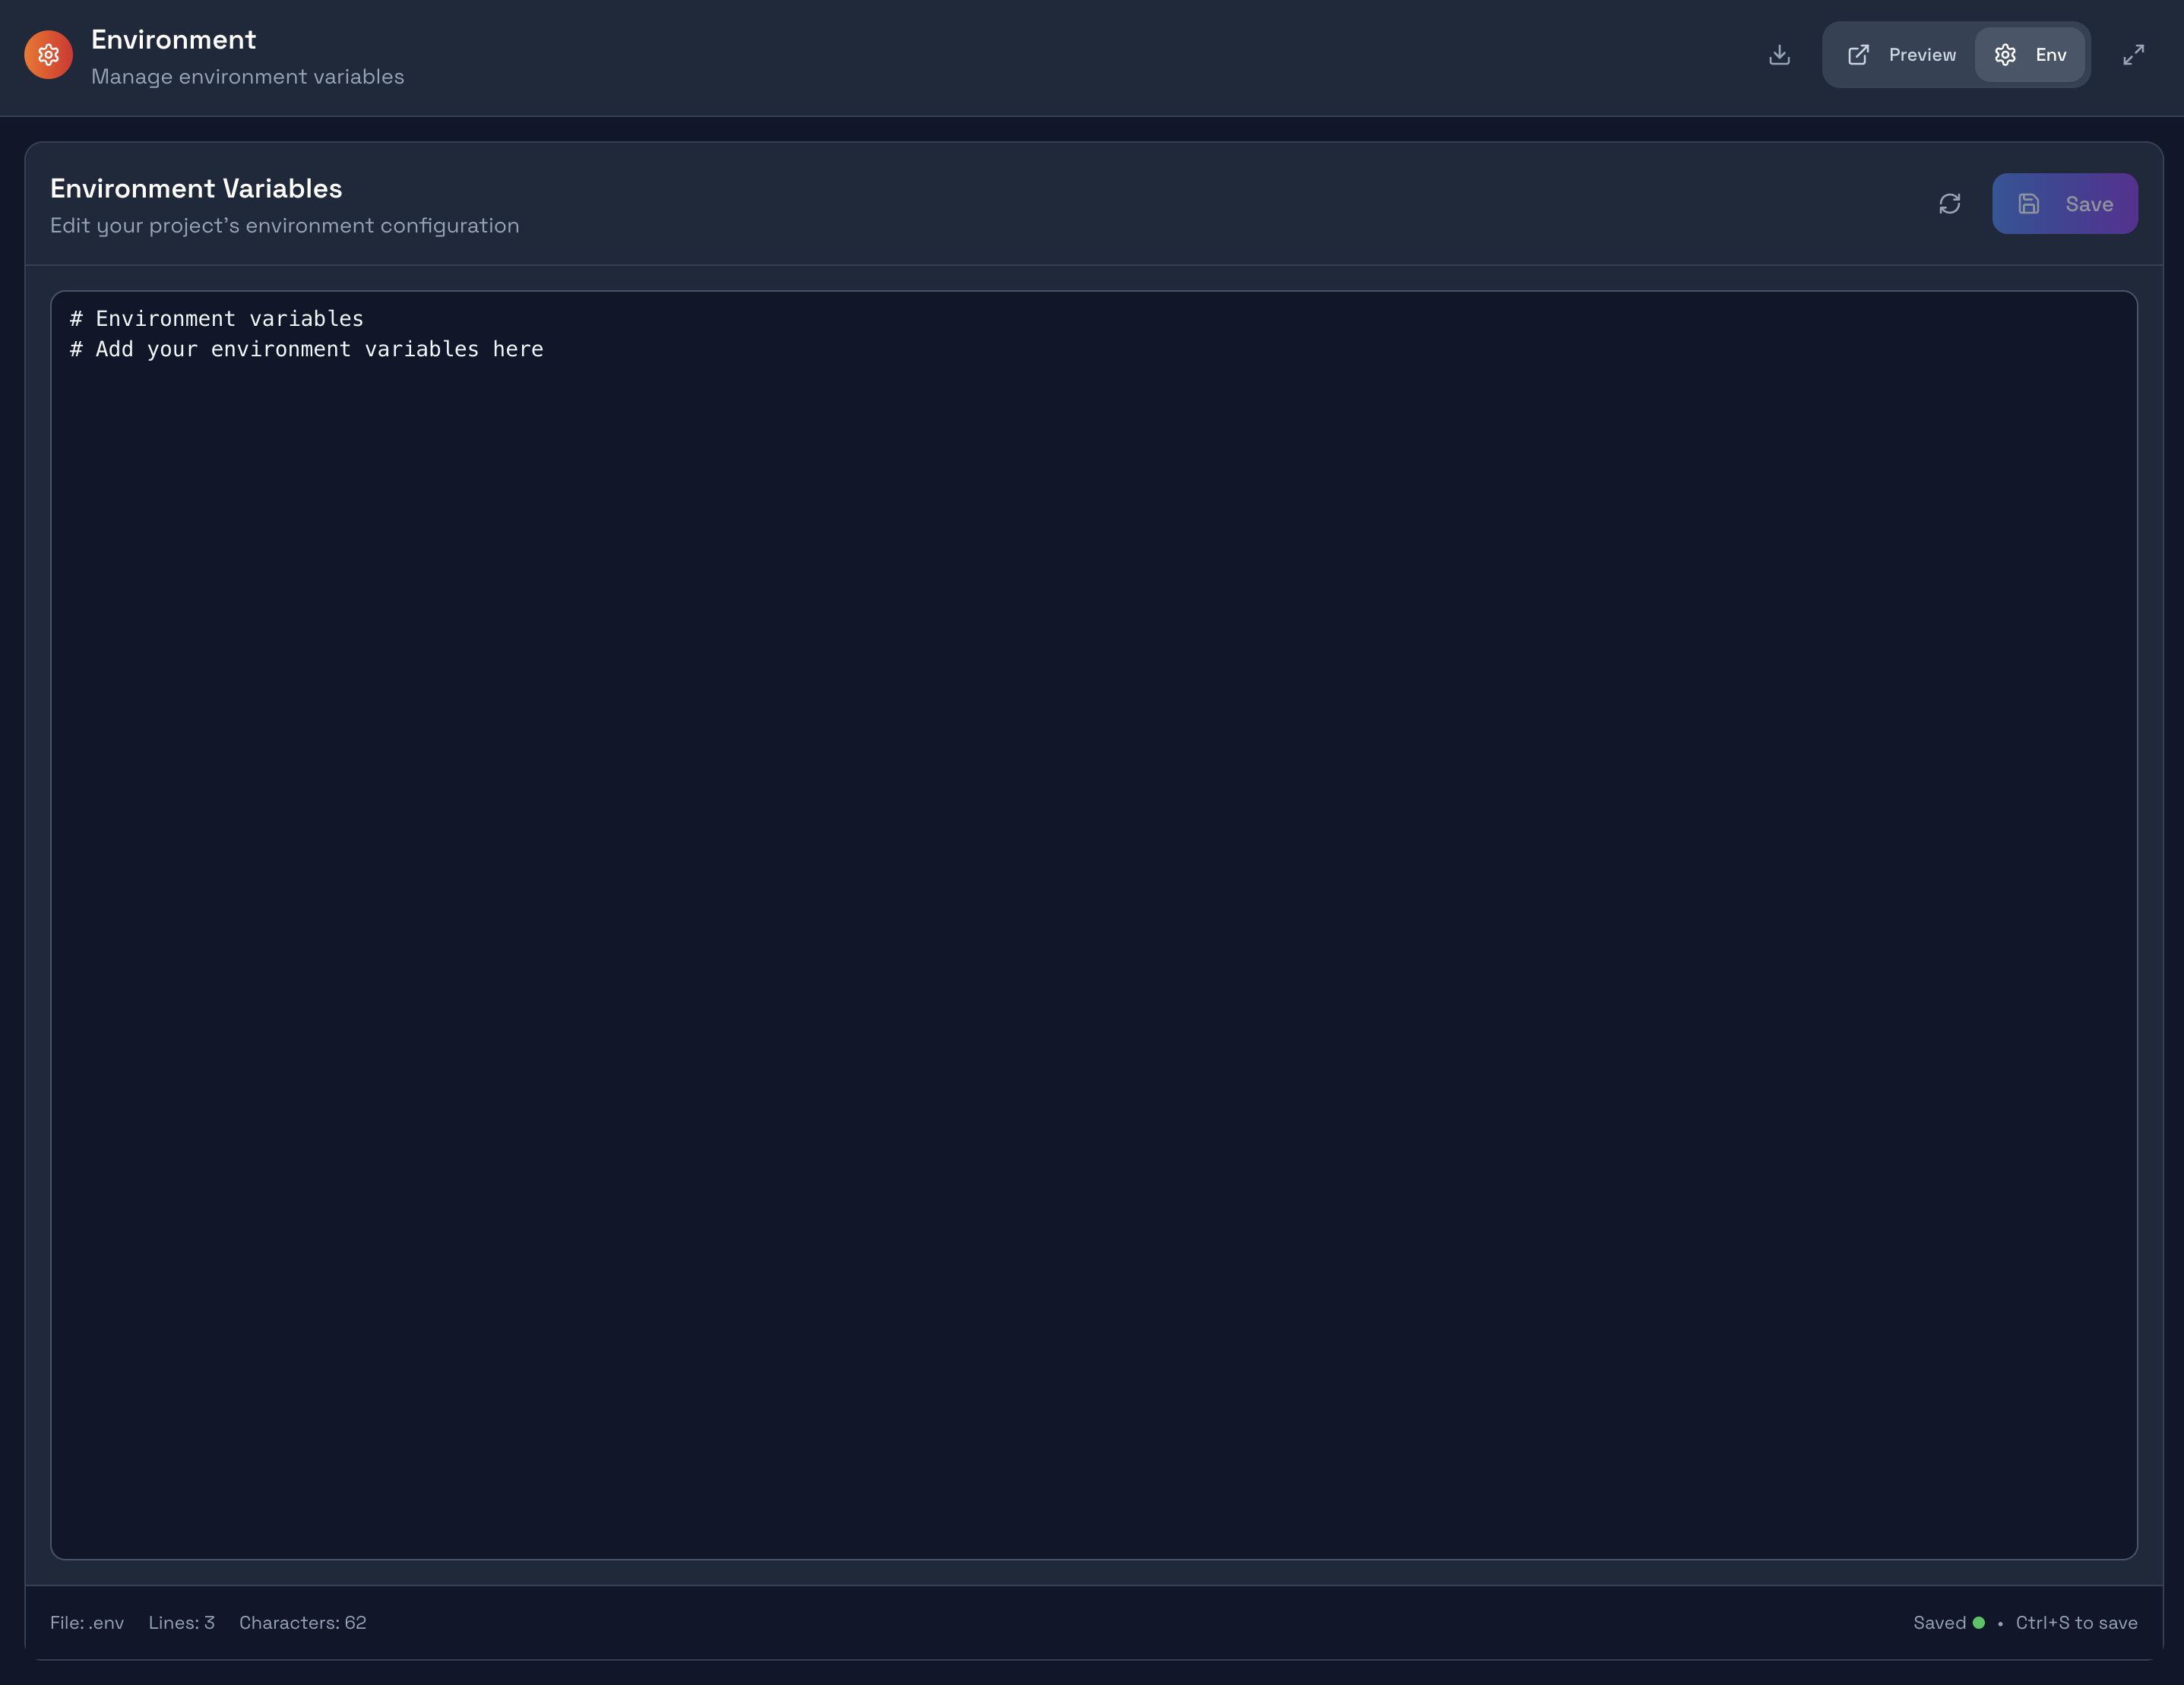 Environment
Manage environment variables
Preview
Env
Environment Variables
Edit your project's environment configuration
Save
# Environment variables
# Add your environment variables here
File: .env Lines: 3 Characters: 62
Saved • Ctrl+S to save